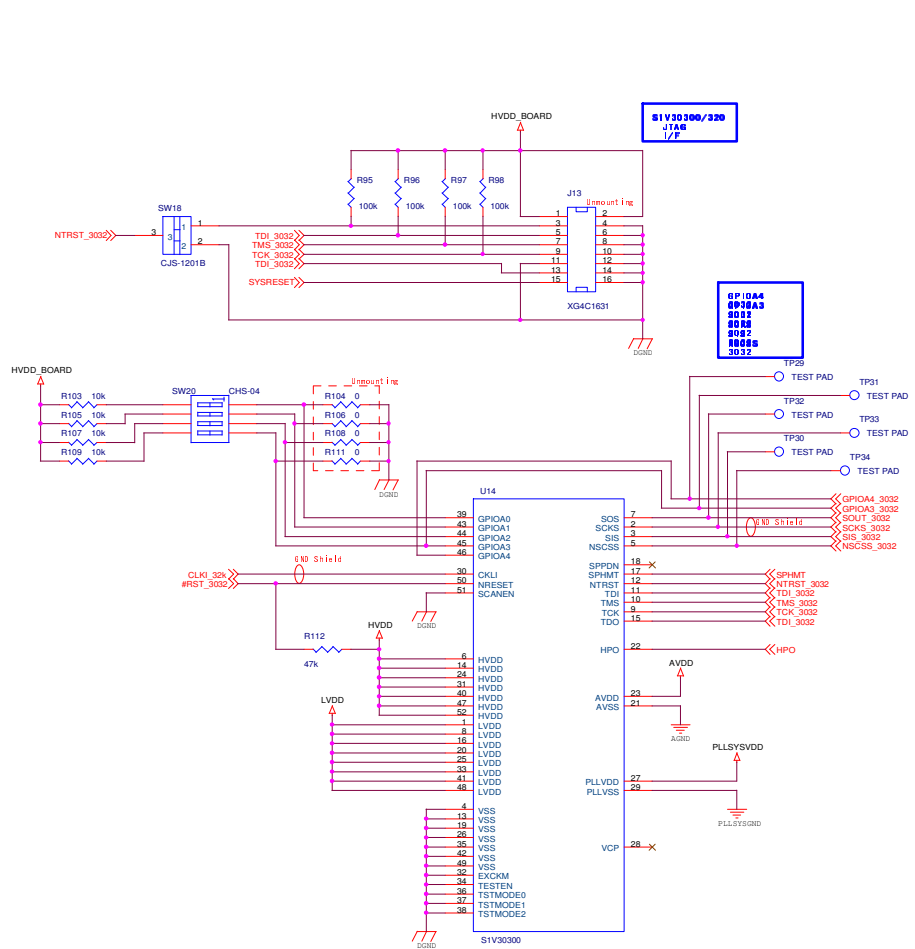 S1V30300/320
JTAG
I/F
HVDD_BOARD
R95 R96 R97 R98
100k 100k 100k 100k
J13
Unmounting
SW18
NTRST_3032
3 3 1 2 1 2
CJS-1201B
TDI_3032
TMS_3032
TCK_3032
TDI_3032
SYSRESET
1 2
3 4
5 6
7 8
9 10
11 12
13 14
15 16
XG4C1631
DGND
GPIOA4
3032
TP29
TEST PAD
TP31
TEST PAD
TP32
TEST PAD
TP33
TEST PAD
TP30
TEST PAD
TP34
TEST PAD
HVDD_BOARD
R103 10k
R105 10k
R107 10k
R109 10k
SW20 CHS-04
Unmounting
R104 0
R106 0
R108 0
R111 0
DGND
U14
39 GPIOA0
43 GPIOA1
44 GPIOA2
45 GPIOA3
46 GPIOA4
SOS 7
SCKS 2
SIS 3
NSCSS 5
GPIOA4_3032
GPIOA3_3032
SOUT_3032
SCKS_3032
SIS_3032
NSCSS_3032
GND Shield
GND Shield
CLKI_32k
#RST_3032
30 CKLI
50 NRESET
51 SCANEN
DGND
SPPDN 18
SPHMT 17 SPHMT
NTRST 12 NTRST_3032
TDI 11 TDI_3032
TMS 10 TMS_3032
TCK 9 TCK_3032
TDO 15 TDI_3032
HPO 22 HPO
HVDD
R112
47k
6 HVDD
14 HVDD
24 HVDD
31 HVDD
40 HVDD
47 HVDD
52 HVDD
LVDD
1 LVDD
8 LVDD
16 LVDD
20 LVDD
25 LVDD
33 LVDD
41 LVDD
48 LVDD
AVDD
AVDD 23
AVSS 21
AGND
PLLSYSVDD
PLLVDD 27
PLLVSS 29
PLLSYSGND
VCP 28
4 VSS
13 VSS
19 VSS
26 VSS
35 VSS
42 VSS
49 VSS
32 EXCKM
34 TESTEN
36 TSTMODE0
37 TSTMODE1
38 TSTMODE2
DGND
S1V30300